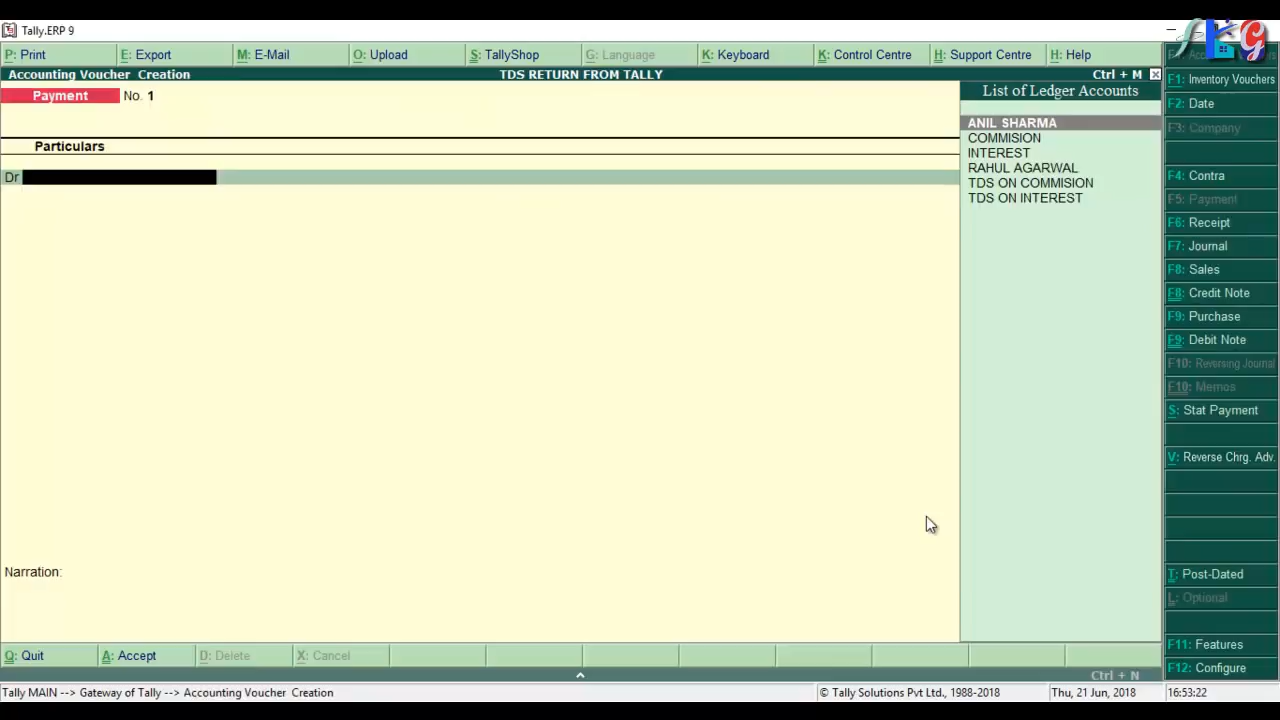 Tally.ERP 9
P: Print
E: Export
M: E-Mail
O: Upload
S: TallyShop
G: Language
K: Keyboard
K: Control Centre
H: Support Centre
H: Help
Accounting Voucher Creation
TDS RETURN FROM TALLY
Ctrl + M
Payment No. 1
Particulars
Dr
Narration:
List of Ledger Accounts
ANIL SHARMA
COMMISION
INTEREST
RAHUL AGARWAL
TDS ON COMMISION
TDS ON INTEREST
F1: Inventory Vouchers
F2: Date
F3: Company
F4: Contra
F5: Payment
F6: Receipt
F7: Journal
F8: Sales
F8: Credit Note
F9: Purchase
F9: Debit Note
F10: Reversing Journal
F10: Memos
S: Stat Payment
V: Reverse Chrg. Adv.
T: Post-Dated
L: Optional
F11: Features
F12: Configure
Q: Quit
A: Accept
D: Delete
X: Cancel
Ctrl + N
Tally MAIN --> Gateway of Tally --> Accounting Voucher Creation
© Tally Solutions Pvt Ltd., 1988-2018
Thu, 21 Jun, 2018
16:53:22